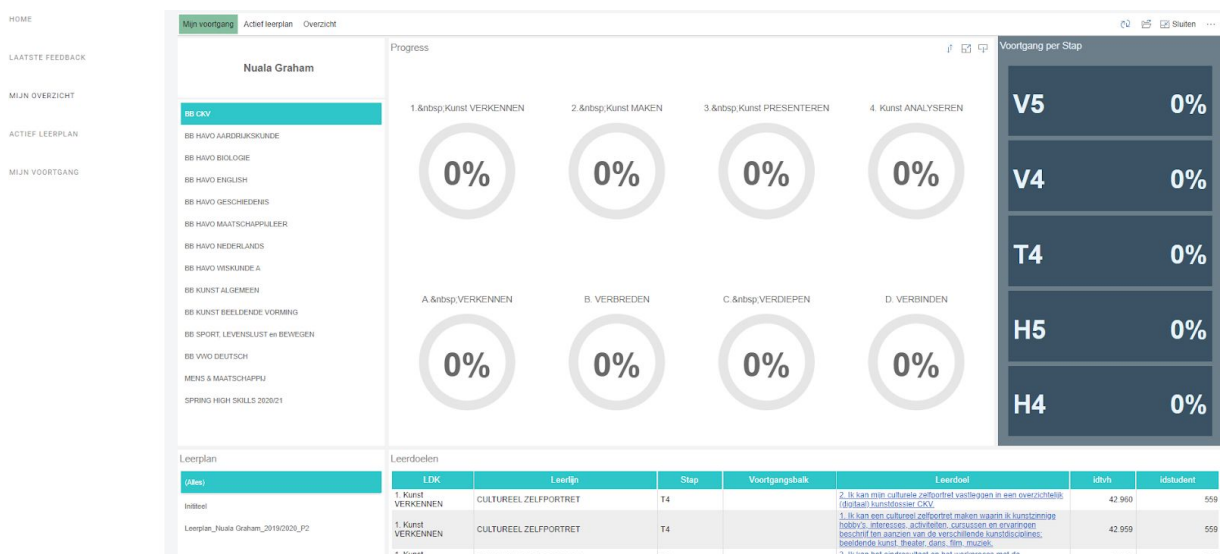 HOME
LAATSTE FEEDBACK
MIJN OVERZICHT
ACTIEF LEERPLAN
MIJN VOORTGANG
Mijn voortgang Actief leerplan Overzicht
Sluiten ...
Nuala Graham
BB CKV
BB HAVO AARDRIJKSKUNDE
BB HAVO BIOLOGIE
BB HAVO ENGLISH
BB HAVO GESCHIEDENIS
BB HAVO MAATSCHAPPIJLEER
BB HAVO NEDERLANDS
BB HAVO WISKUNDE A
BB KUNST ALGEMEEN
BB KUNST BEELDENDE VORMING
BB SPORT, LEVENSLUST en BEWEGEN
BB VWO DEUTSCH
MENS & MAATSCHAPPIJ
SPRING HIGH SKILLS 2020/21
Progress
1.&nbsp;Kunst VERKENNEN 2.&nbsp;Kunst MAKEN 3.&nbsp;Kunst PRESENTEREN 4. Kunst ANALYSEREN
0% 0% 0% 0%
A.&nbsp;VERKENNEN B. VERBREDEN C.&nbsp;VERDIEPEN D. VERBINDEN
0% 0% 0% 0%
Voortgang per Stap
V5 0%
V4 0%
T4 0%
H5 0%
H4 0%
Leerplan
(Alles)
Inititeel
Leerplan_Nuala Graham_2019/2020_P2
Leerdoelen
LDK Leerlijn Stap Voortgangsbalk Leerdoel idtvh idstudent
1. Kunst
VERKENNEN
CULTUREEL ZELFPORTRET
T4
2. Ik kan mijn culturele zelfportret vastleggen in een overzichtelijk
(digitaal) kunstdossier CKV.
42.960
559
1. Kunst
VERKENNEN
CULTUREEL ZELFPORTRET
T4
1. Ik kan een cultureel zelfportret maken waarin ik kunstzinnige
hobby's, interesses, activiteiten, cursussen en ervaringen
beschrijf ten aanzien van de verschillende kunstdisciplines:
beeldende kunst, theater, dans, film, muziek.
42.959
559
1. Kunst